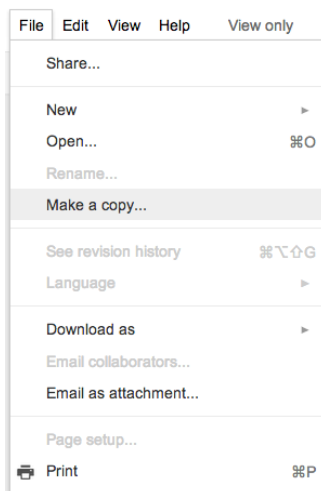 File Edit View Help View only
Share...
New ►
Open... ⌘O
Rename...
Make a copy...
See revision history ⌘⌥⇧G
Language ►
Download as ►
Email collaborators...
Email as attachment...
Page setup...
Print ⌘P